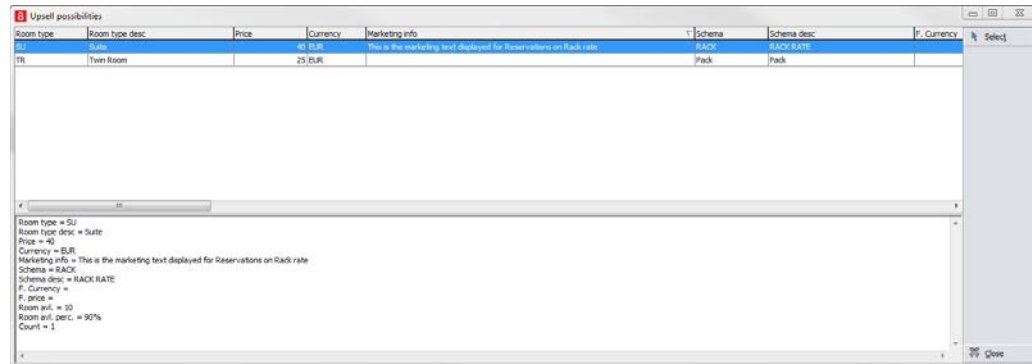 8 Upsell possibilities
Room type Room type desc Price Currency Marketing info Schema Schema desc F. Currency Select
SU Suite 40 EUR This is the marketing text displayed for Reservations on Rack rate RACK RACK RATE
TR Twin Room 25 EUR Pack Pack
Room type = SU
Room type desc = Suite
Price = 40
Currency = EUR
Marketing info = This is the marketing text displayed for Reservations on Rack rate
Schema = RACK
Schema desc = RACK RATE
F. Currency =
F. price =
Room avl. = 10
Room avl. perc. = 90%
Count = 1
Close